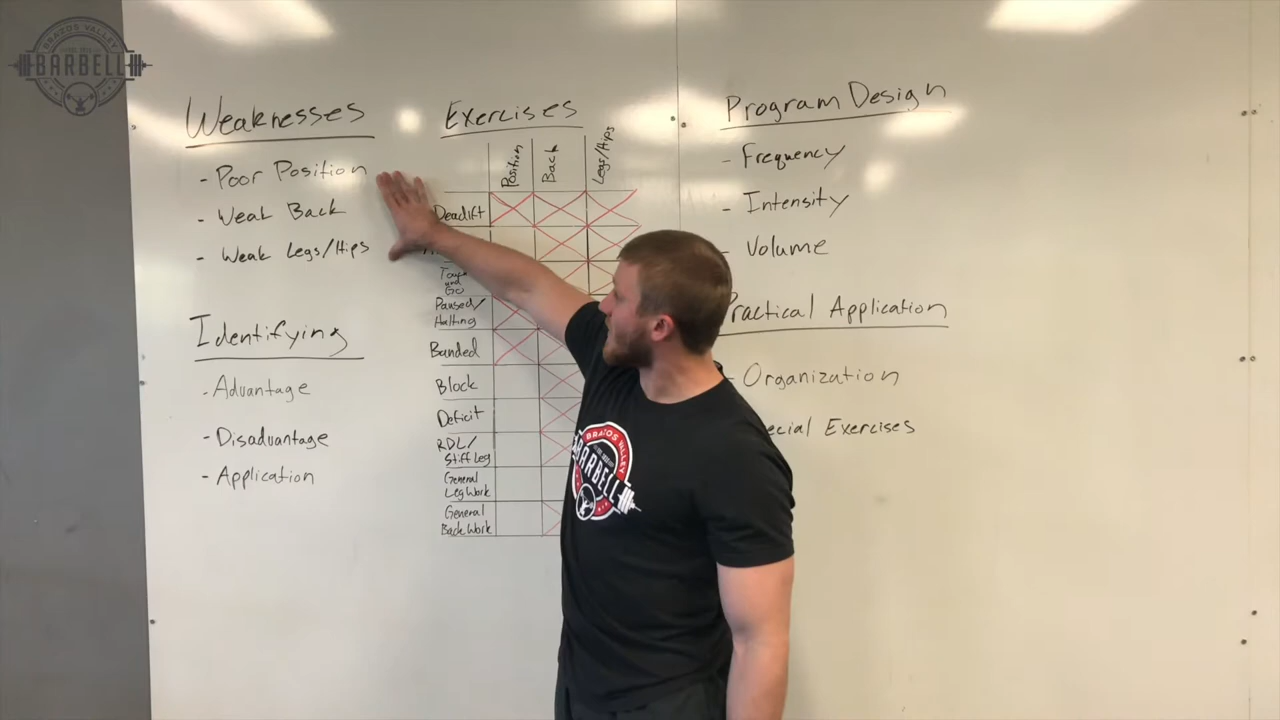 BRAZOS VALLEY
BARBELL
Weaknesses
- Poor Position
- Weak Back
- Weak Legs/Hips
Identifying
- Advantage
- Disadvantage
- Application
Exercises
Position
Back
Legs/Hips
Deadlift
Touch
and
Go
Paused/
Halting
Banded
Block
Deficit
RDL/
Stiff Leg
General
Leg Work
General
Back Work
Program Design
- Frequency
- Intensity
- Volume
Practical Application
- Organization
Special Exercises
BRAZOS VALLEY
BARBELL